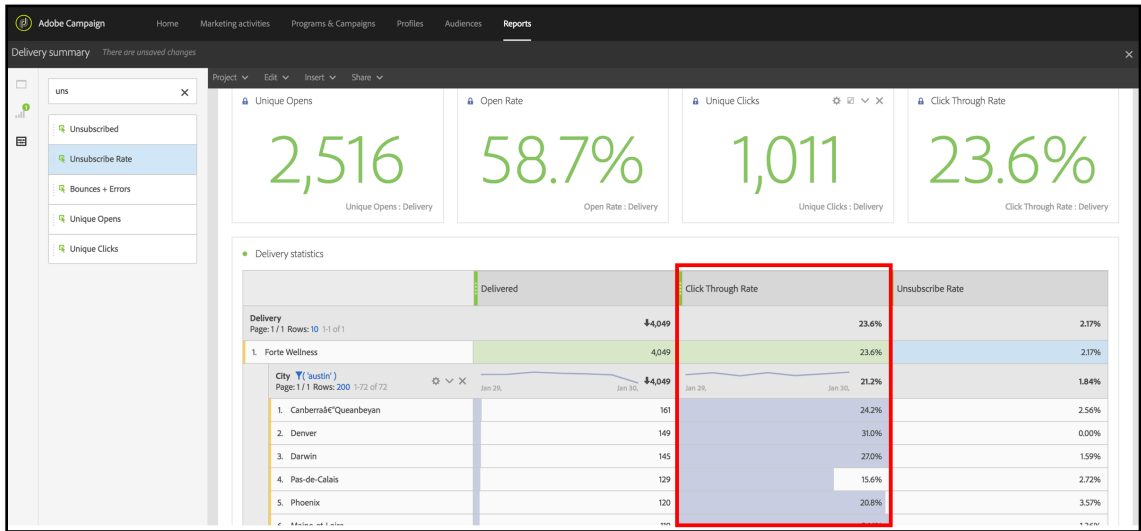 Adobe Campaign Home Marketing activities Programs & Campaigns Profiles Audiences Reports
Delivery summary There are unsaved changes
Project Edit Insert Share
uns
Unsubscribed
Unsubscribe Rate
Bounces + Errors
Unique Opens
Unique Clicks
Unique Opens
2,516
Unique Opens : Delivery
Open Rate
58.7%
Open Rate : Delivery
Unique Clicks
1,011
Unique Clicks : Delivery
Click Through Rate
23.6%
Click Through Rate : Delivery
Delivery statistics
Delivered Click Through Rate Unsubscribe Rate
Delivery
Page: 1 / 1 Rows: 10 1-1 of 1 4,049 23.6% 2.17%
1. Forte Wellness 4,049 23.6% 2.17%
City ( 'austin' )
Page: 1 / 1 Rows: 200 1-72 of 72 Jan 29, Jan 30, 4,049 Jan 29, Jan 30, 21.2% 1.84%
1. Canberraâ€"Queanbeyan 161 24.2% 2.56%
2. Denver 149 31.0% 0.00%
3. Darwin 145 27.0% 1.59%
4. Pas-de-Calais 129 15.6% 2.72%
5. Phoenix 120 20.8% 3.57%